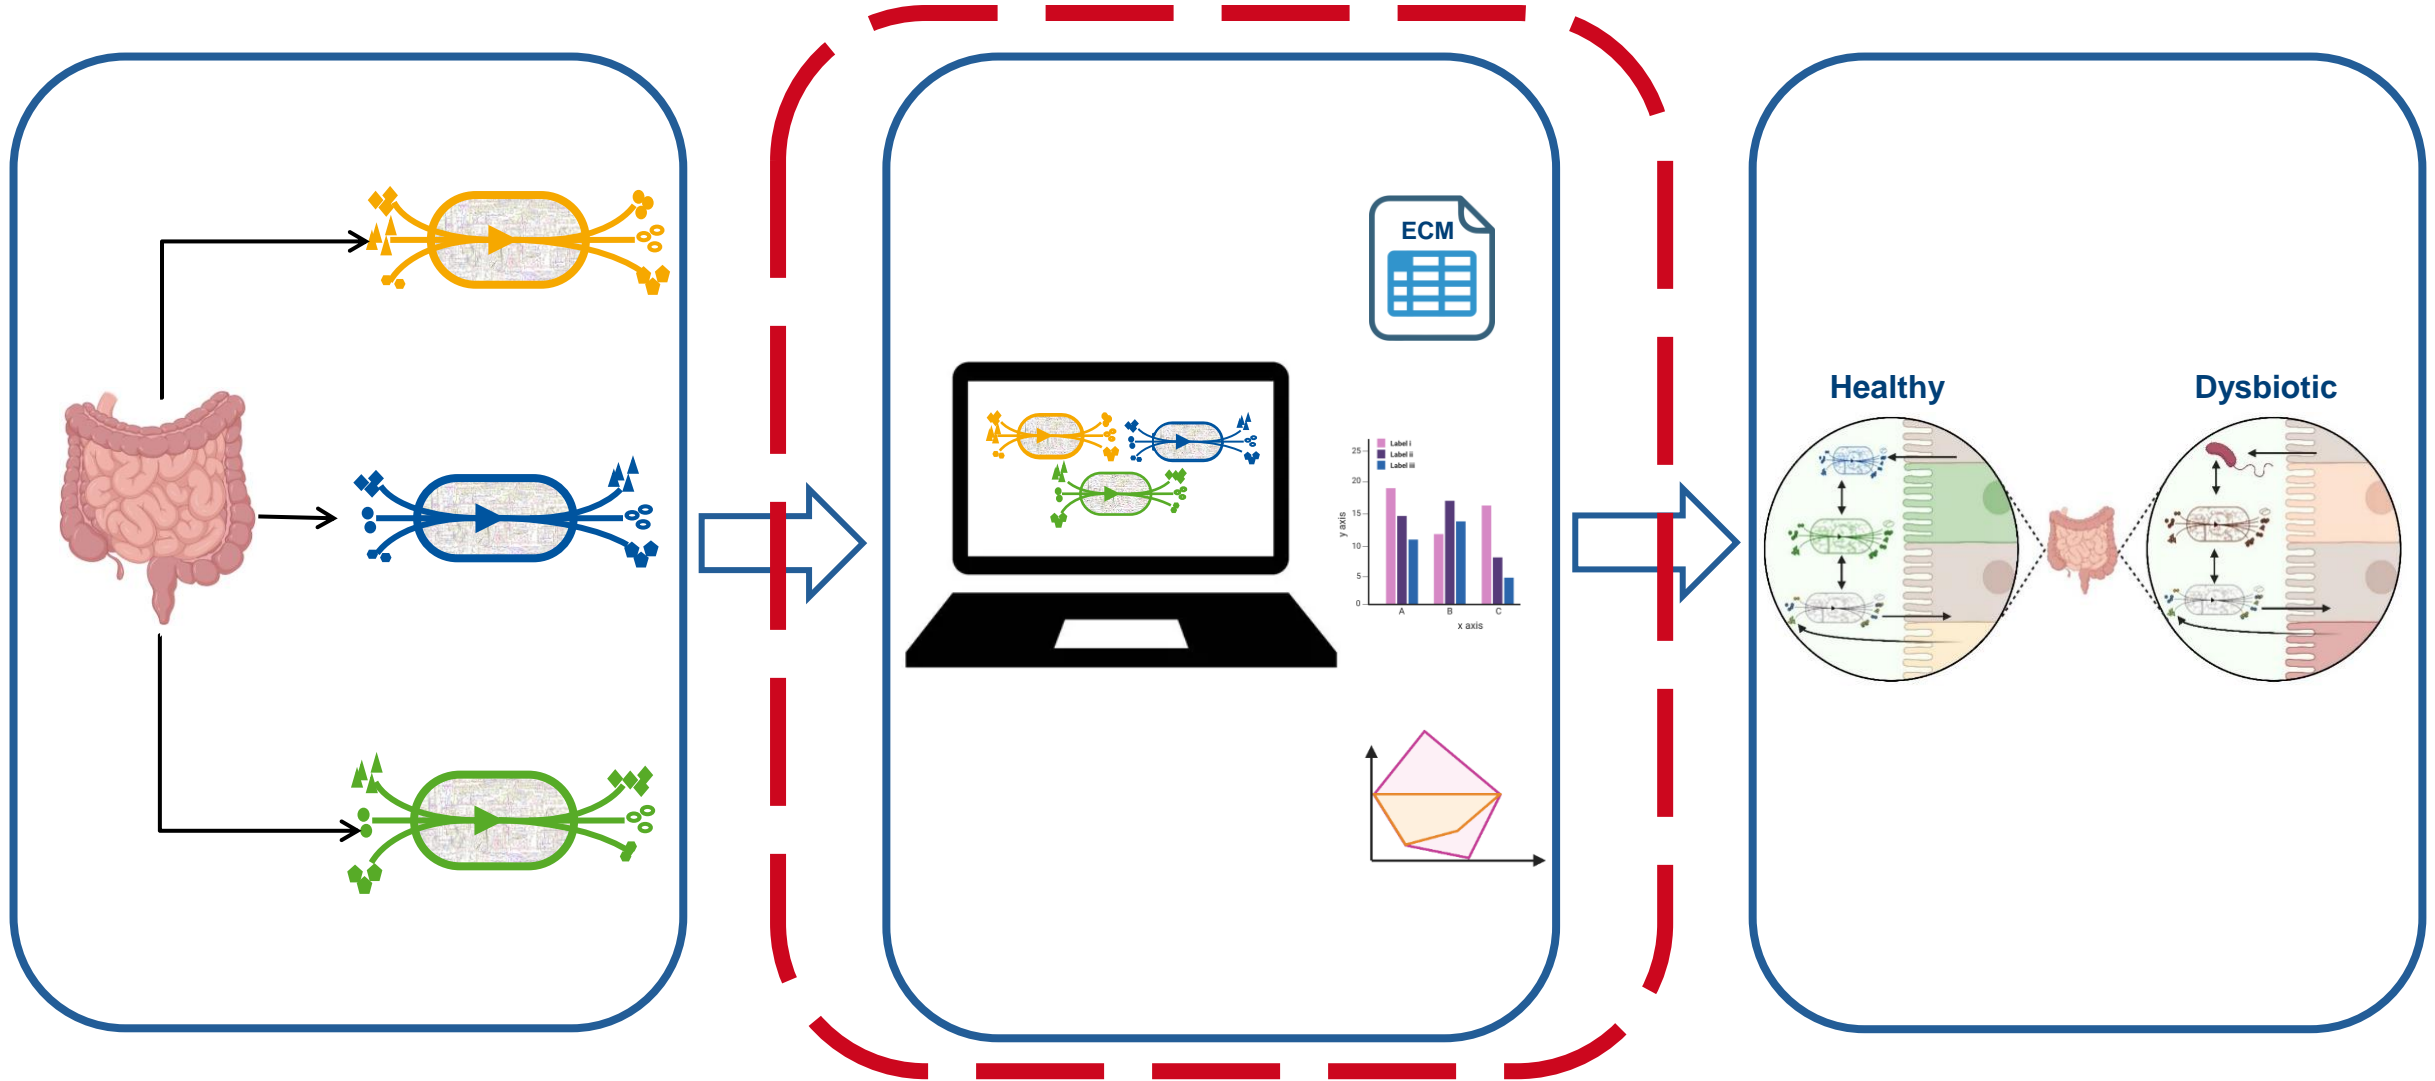 ECM
Healthy
Dysbiotic
Label i
Label ii
Label iii
25
20
15
10
5
0
y axis
A
B
C
x axis